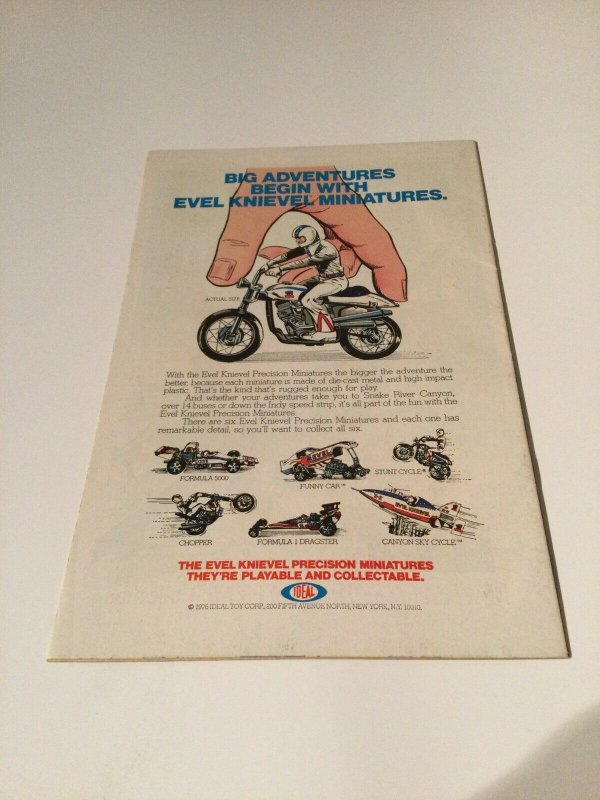 BIG ADVENTURES
BEGIN WITH
EVEL KNIEVEL MINIATURES.
ACTUAL SIZE
With the Evel Knievel Precision Miniatures the bigger the adventure the
better, because each miniature is made of die-cast metal and high impact
plastic. That's the kind that's rugged enough for play.
And whether your adventures take you to Snake River Canyon,
over 14 buses or down the Indy speed strip, it's all part of the fun with the
Evel Knievel Precision Miniatures.
There are six Evel Knievel Precision Miniatures and each one has
remarkable detail, so you'll want to collect all six.
FORMULA 5000
FUNNY CAR™
STUNT CYCLE®
CHOPPER
FORMULA 1 DRAGSTER
EVEL KNIEVEL
CANYON SKY CYCLE™
THE EVEL KNIEVEL PRECISION MINIATURES
THEY'RE PLAYABLE AND COLLECTABLE.
IDEAL
© 1976 IDEAL TOY CORP., 200 FIFTH AVENUE NORTH, NEW YORK, N.Y. 10010.